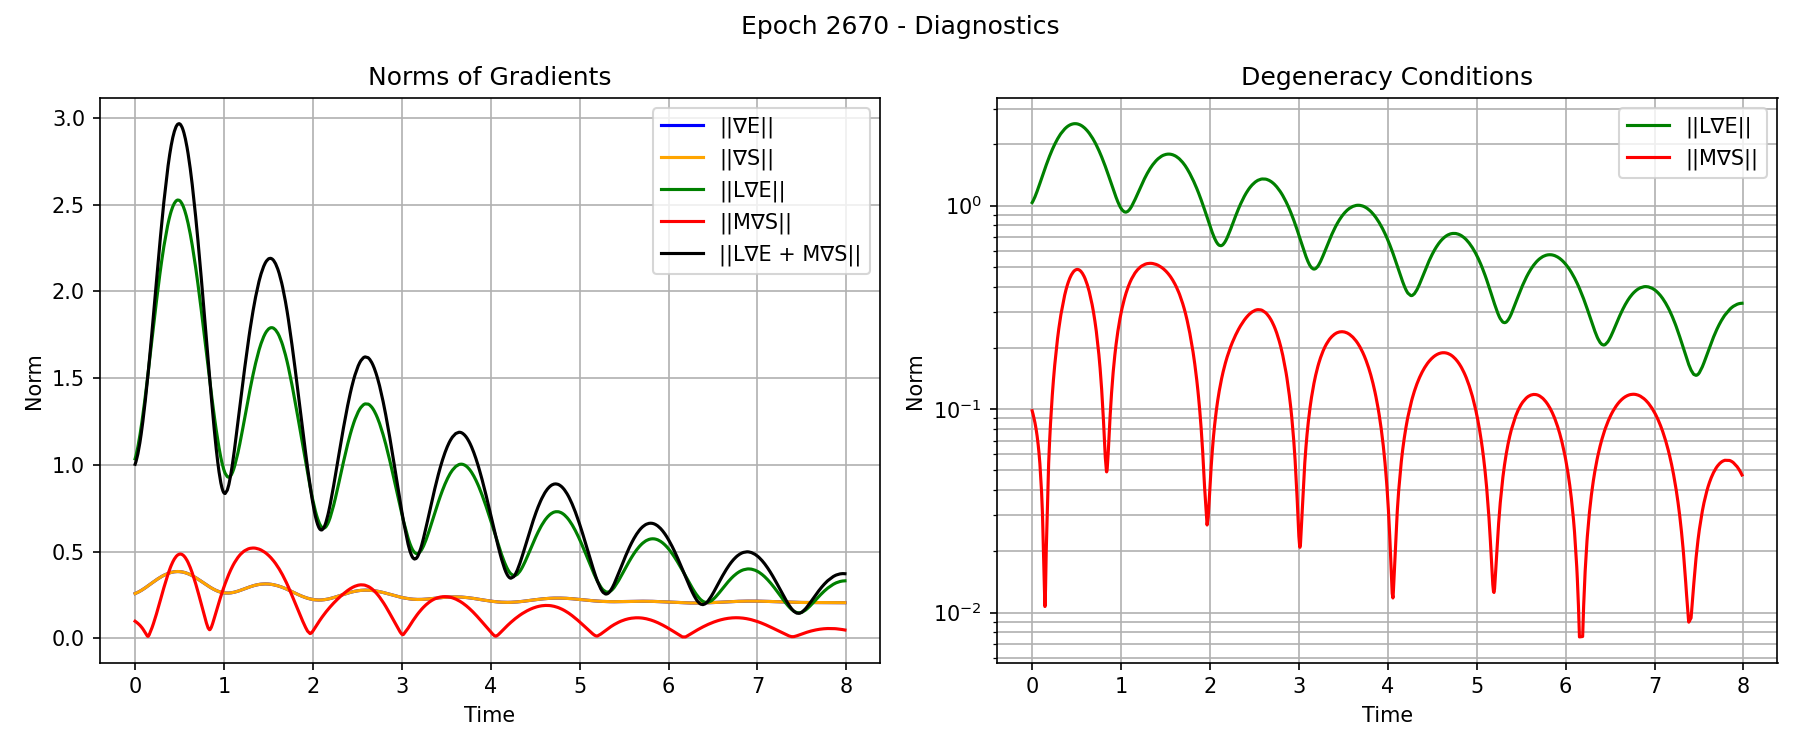 Epoch 2670 - Diagnostics
Norms of Gradients
Norm
3.0
2.5
2.0
1.5
1.0
0.5
0.0
||∇E||
||∇S||
||L∇E||
||M∇S||
||L∇E + M∇S||
0 1 2 3 4 5 6 7 8
Time
Degeneracy Conditions
Norm
10⁰
10⁻¹
10⁻²
||L∇E||
||M∇S||
0 1 2 3 4 5 6 7 8
Time